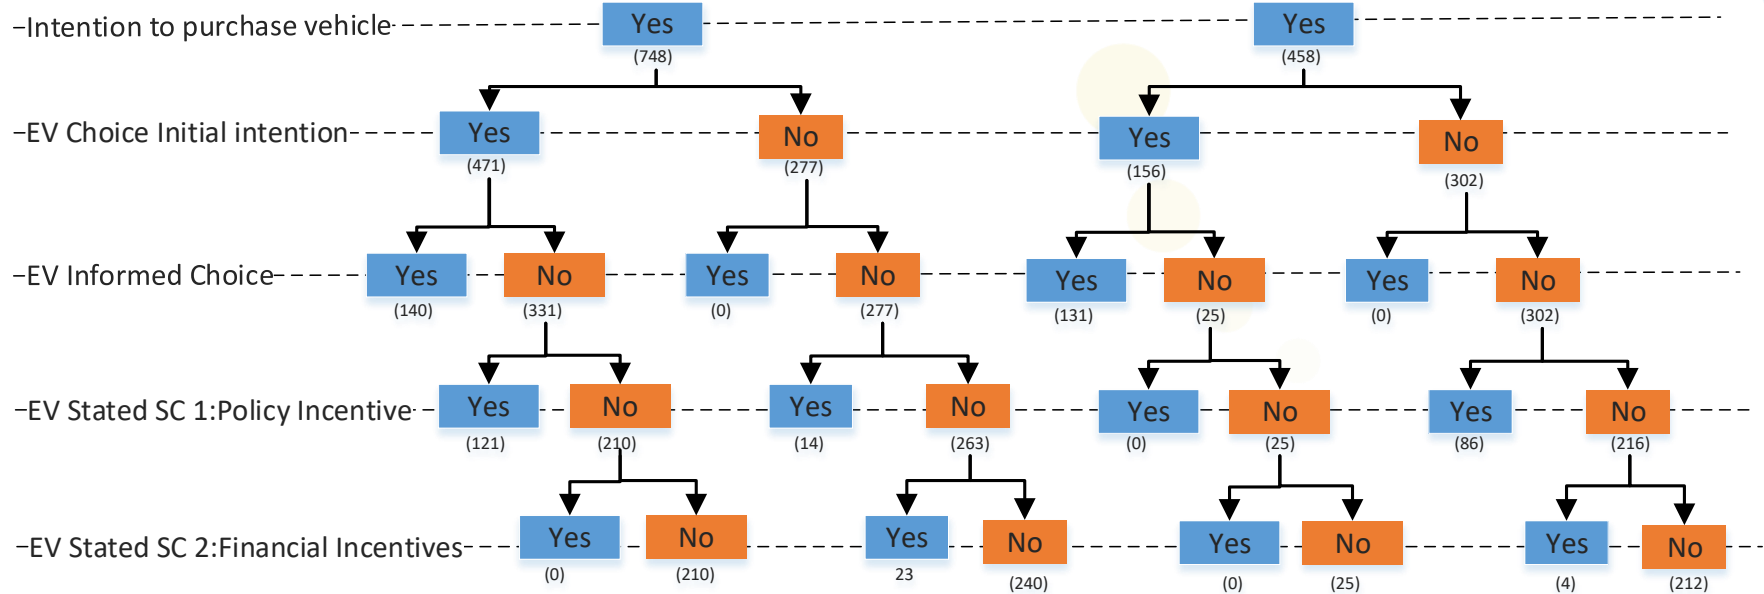 –Intention to purchase vehicle Yes Yes
(748) (458)
–EV Choice Initial intention Yes No Yes No
(471) (277) (156) (302)
–EV Informed Choice Yes No Yes No Yes No Yes No
(140) (331) (0) (277) (131) (25) (0) (302)
–EV Stated SC 1:Policy Incentive Yes No Yes No Yes No Yes No
(121) (210) (14) (263) (0) (25) (86) (216)
–EV Stated SC 2:Financial Incentives Yes No Yes No Yes No Yes No
(0) (210) 23 (240) (0) (25) (4) (212)